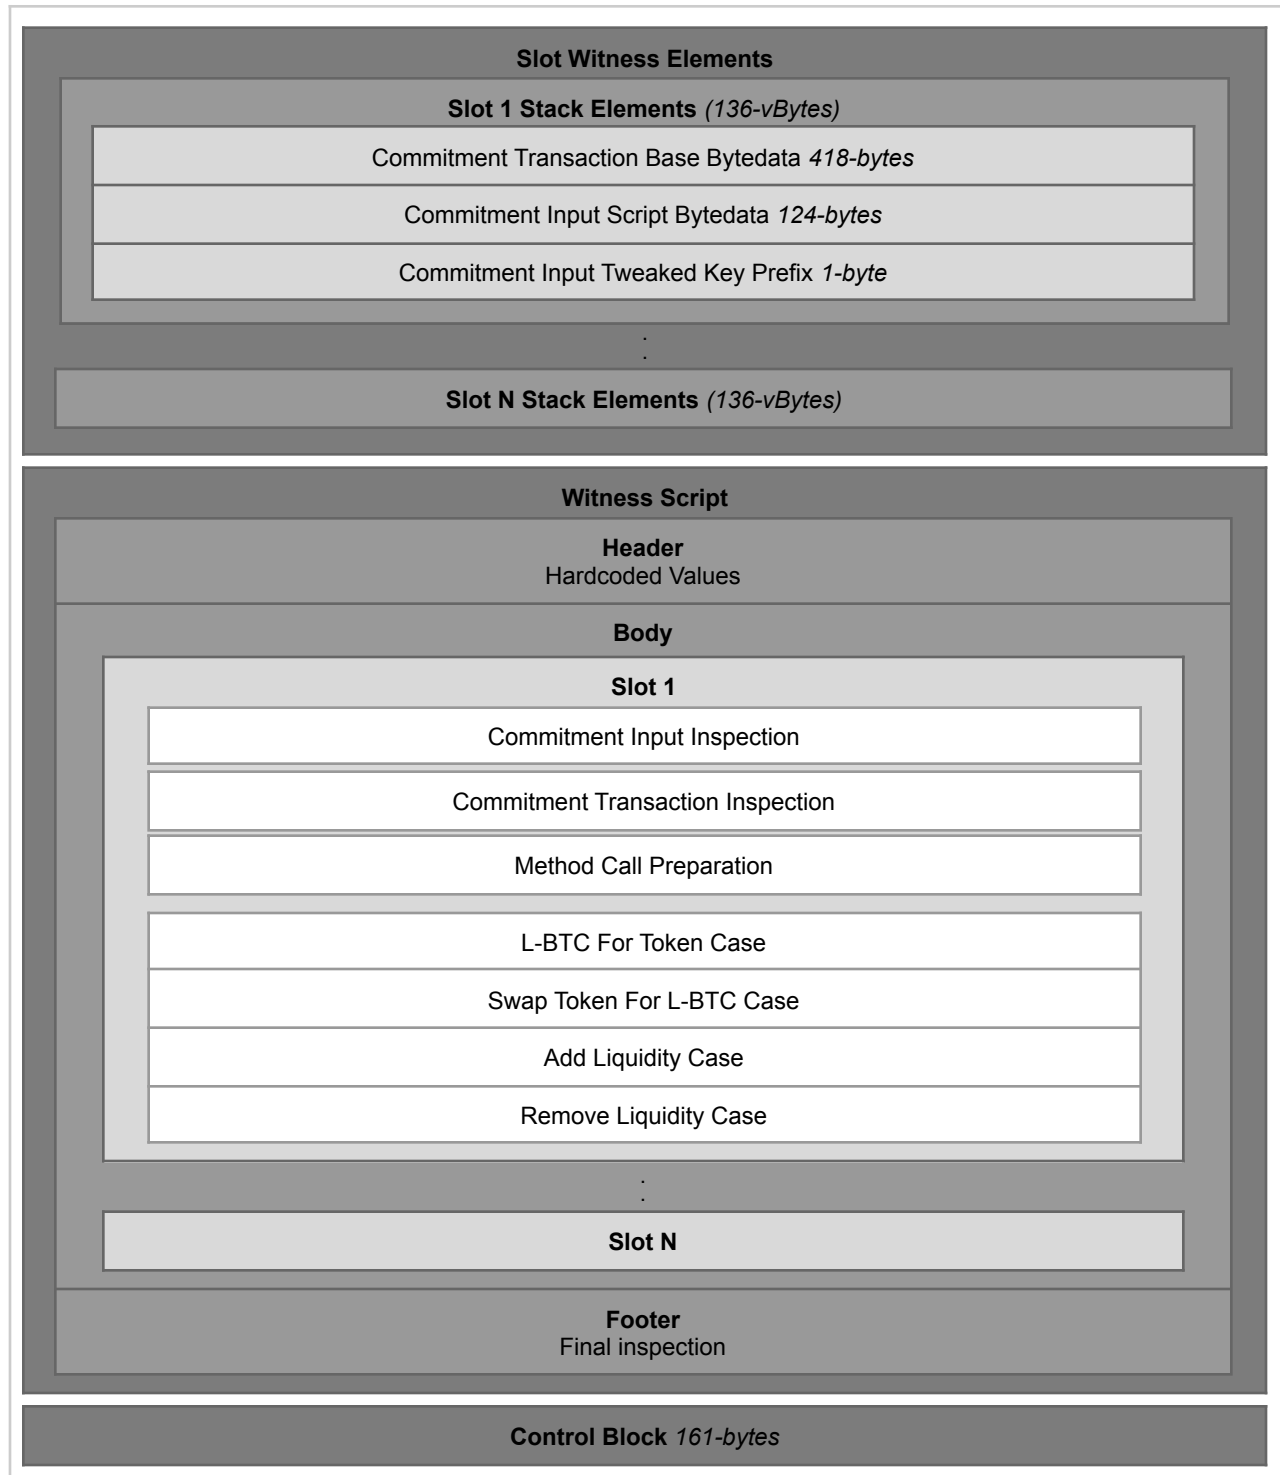 Slot Witness Elements
Slot 1 Stack Elements (136-vBytes)
Commitment Transaction Base Bytedata 418-bytes
Commitment Input Script Bytedata 124-bytes
Commitment Input Tweaked Key Prefix 1-byte
.
.
Slot N Stack Elements (136-vBytes)
Witness Script
Header
Hardcoded Values
Body
Slot 1
Commitment Input Inspection
Commitment Transaction Inspection
Method Call Preparation
L-BTC For Token Case
Swap Token For L-BTC Case
Add Liquidity Case
Remove Liquidity Case
.
.
Slot N
Footer
Final inspection
Control Block 161-bytes